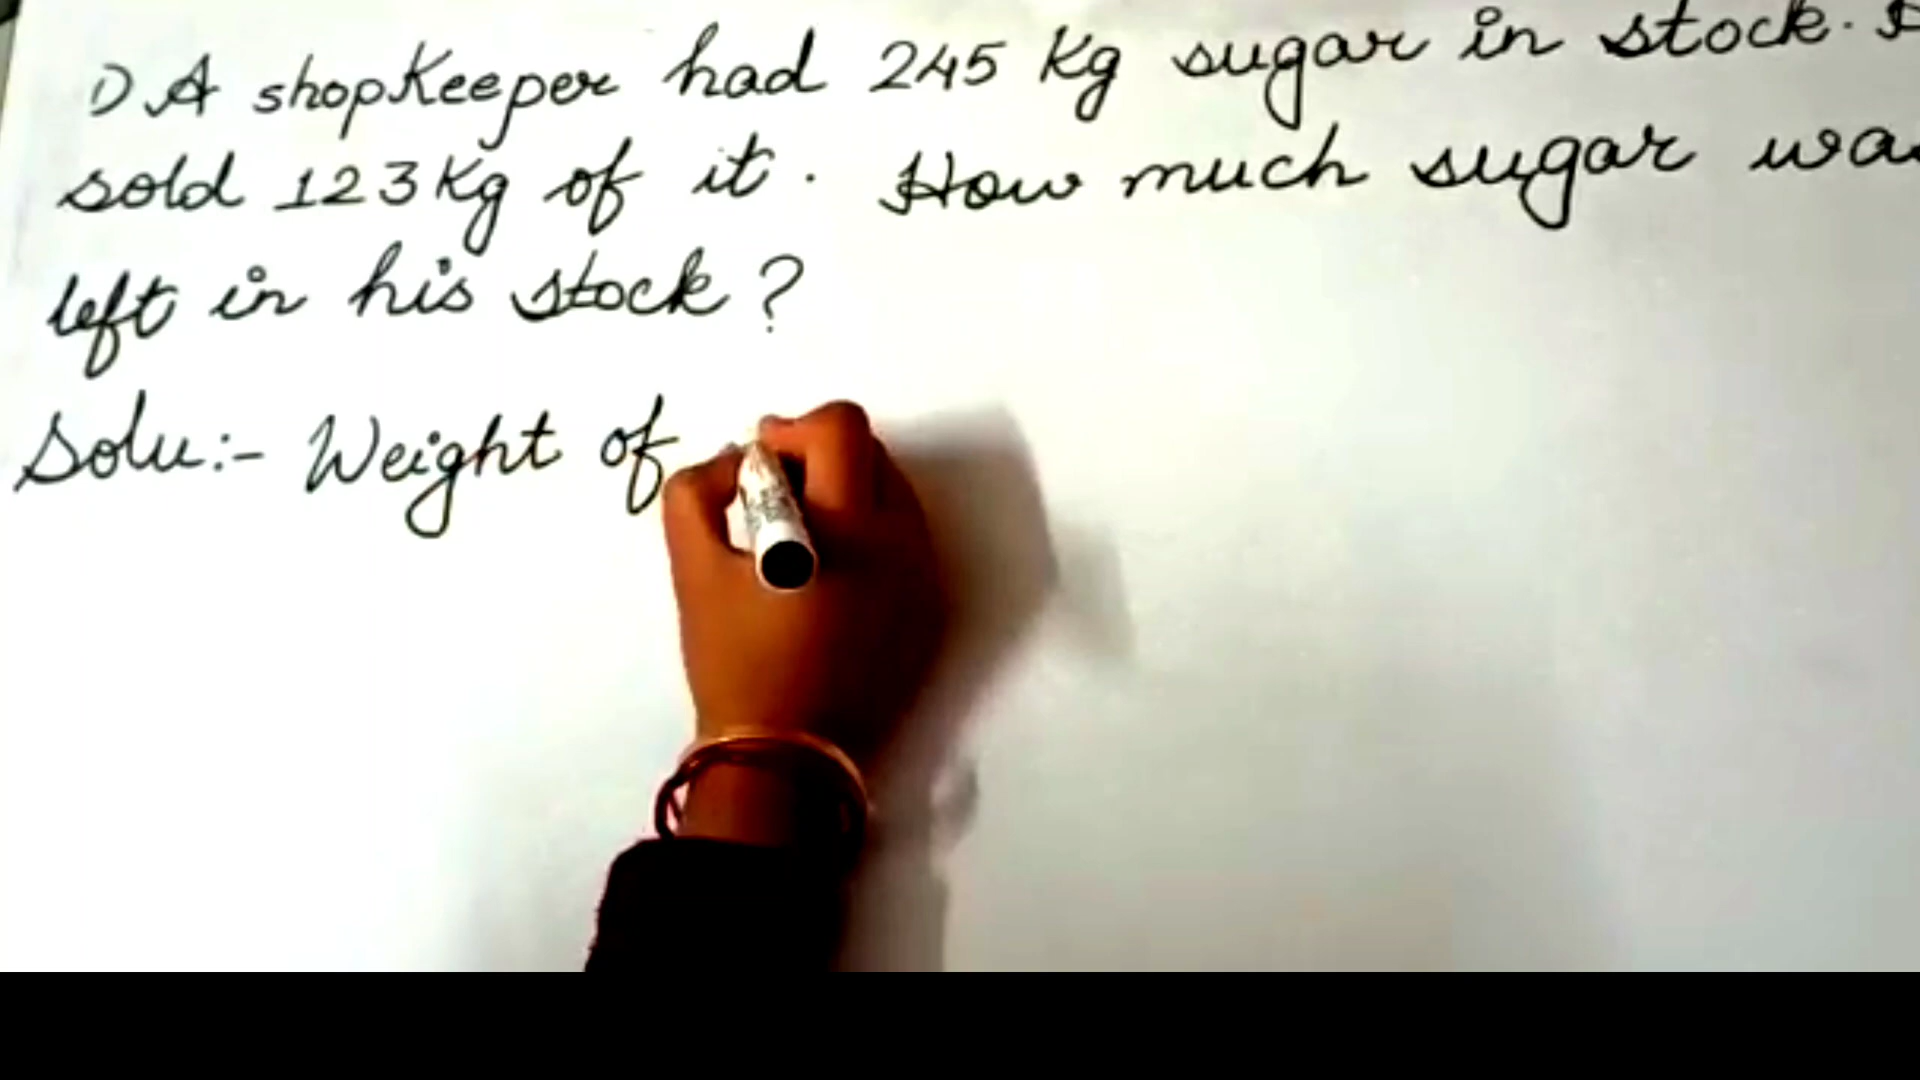 1) A shopkeeper had 245 Kg sugar in stock.
sold 123 Kg of it. How much sugar
left in his stock?
Solu:- Weight of